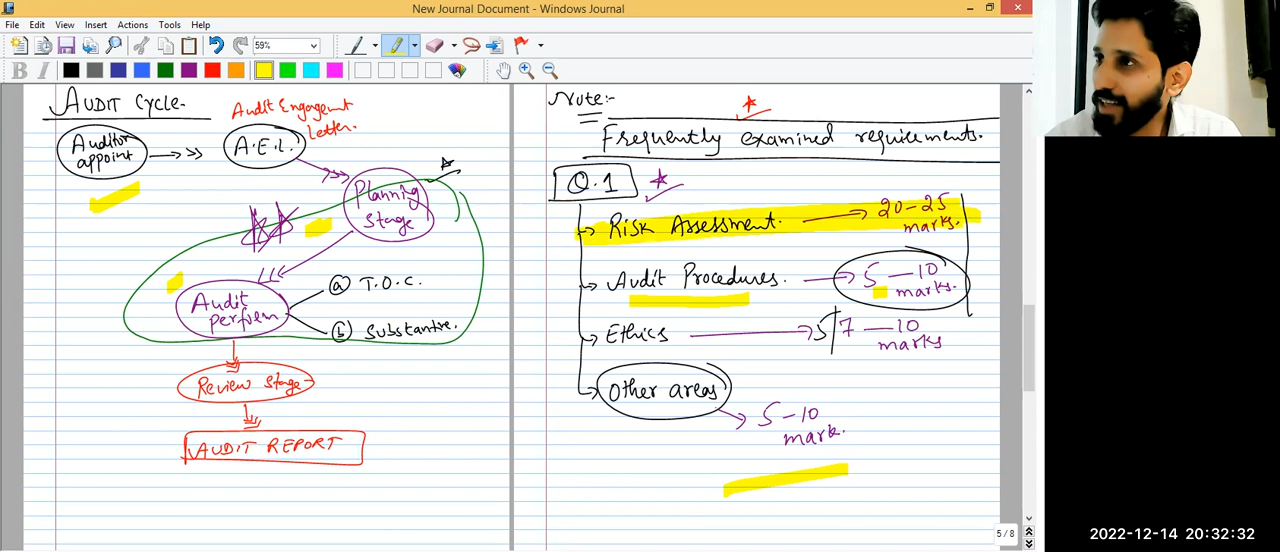 New Journal Document - Windows Journal
File Edit View Insert Actions Tools Help
59%
B I
AUDIT Cycle.
Audit Engagement
Letter.
Auditor
appoint
A.E.L.
Planning
Stage
Audit
perform
(a) T.O.C.
(b) Substantive.
Review Stage
AUDIT REPORT
Note:-
Frequently examined requirements.
Q.1
Risk Assessment. 20-25
marks.
Audit Procedures. 5-10
marks.
Ethics 5/7-10
marks
Other areas
5-10
mark.
5/8
2022-12-14 20:32:32